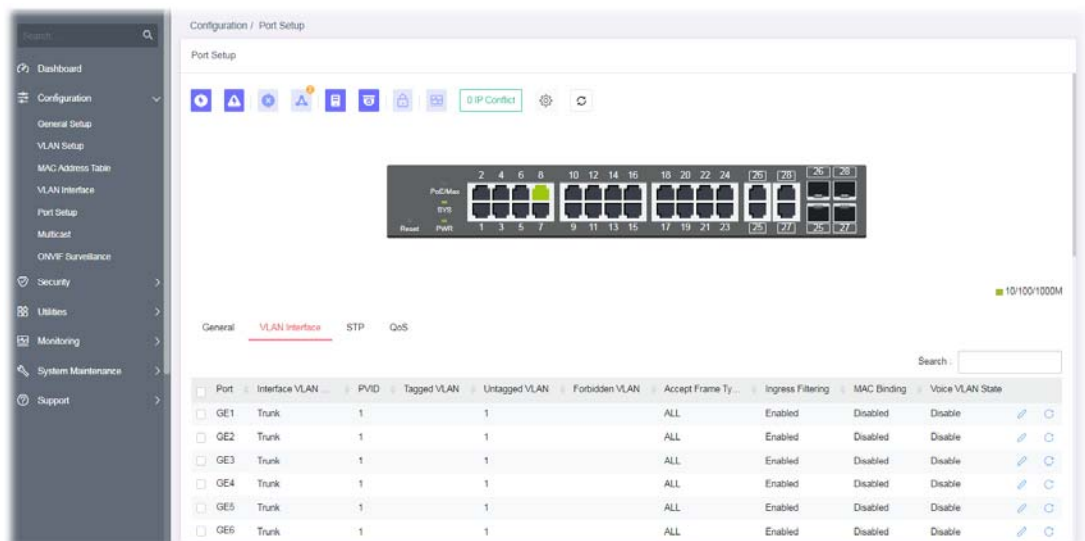 Search...
Dashboard
Configuration
General Setup
VLAN Setup
MAC Address Table
VLAN Interface
Port Setup
Multicast
ONVIF Surveillance
Security
Utilities
Monitoring
System Maintenance
Support
Configuration / Port Setup
Port Setup
2
0 IP Conflict
2 4 6 8 10 12 14 16 18 20 22 24 26 28 26 28
PoE/Max
SYS
Reset PWR 1 3 5 7 9 11 13 15 17 19 21 23 25 27 25 27
10/100/1000M
General VLAN Interface STP QoS
Search :
Port Interface VLAN ... PVID Tagged VLAN Untagged VLAN Forbidden VLAN Accept Frame Ty... Ingress Filtering MAC Binding Voice VLAN State
GE1 Trunk 1 1 ALL Enabled Disabled Disable
GE2 Trunk 1 1 ALL Enabled Disabled Disable
GE3 Trunk 1 1 ALL Enabled Disabled Disable
GE4 Trunk 1 1 ALL Enabled Disabled Disable
GE5 Trunk 1 1 ALL Enabled Disabled Disable
GE6 Trunk 1 1 ALL Enabled Disabled Disable